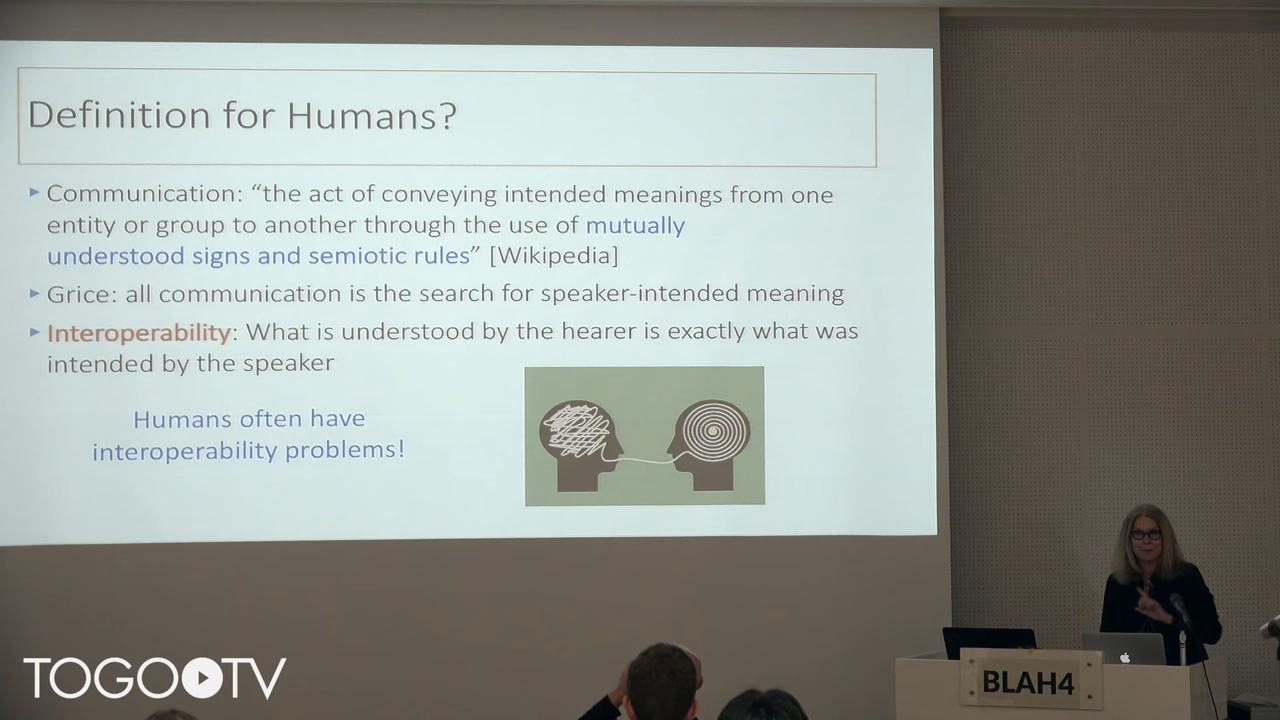 Definition for Humans?
▸ Communication: “the act of conveying intended meanings from one
entity or group to another through the use of mutually
understood signs and semiotic rules” [Wikipedia]
▸ Grice: all communication is the search for speaker-intended meaning
▸ Interoperability: What is understood by the hearer is exactly what was
intended by the speaker
Humans often have
interoperability problems!
BLAH4
TOGO TV